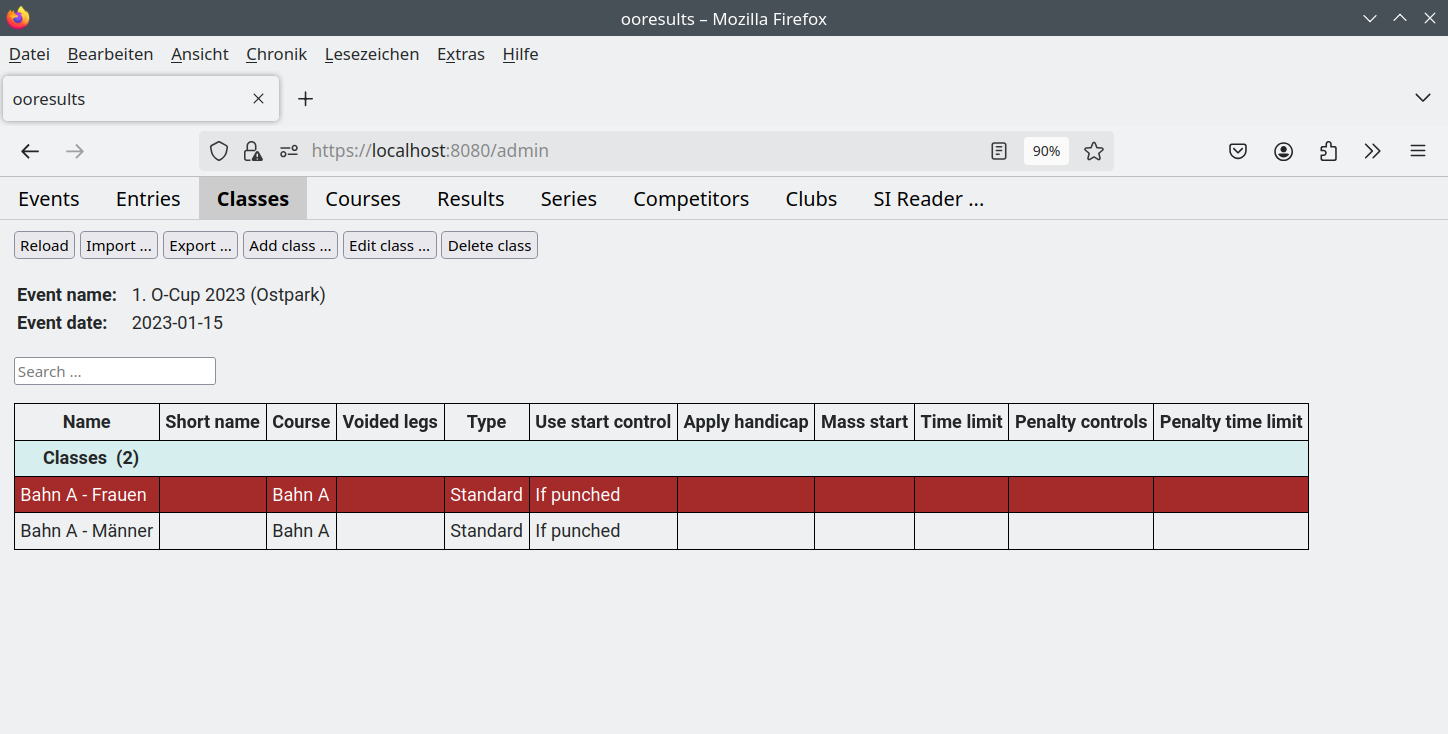 ooresults – Mozilla Firefox
Datei Bearbeiten Ansicht Chronik Lesezeichen Extras Hilfe
ooresults
https://localhost:8080/admin 90%
Events Entries Classes Courses Results Series Competitors Clubs SI Reader ...
Reload Import ... Export ... Add class ... Edit class ... Delete class
Event name: 1. O-Cup 2023 (Ostpark)
Event date: 2023-01-15
Search ...
Name Short name Course Voided legs Type Use start control Apply handicap Mass start Time limit Penalty controls Penalty time limit
Classes (2)
Bahn A - Frauen Bahn A Standard If punched
Bahn A - Männer Bahn A Standard If punched